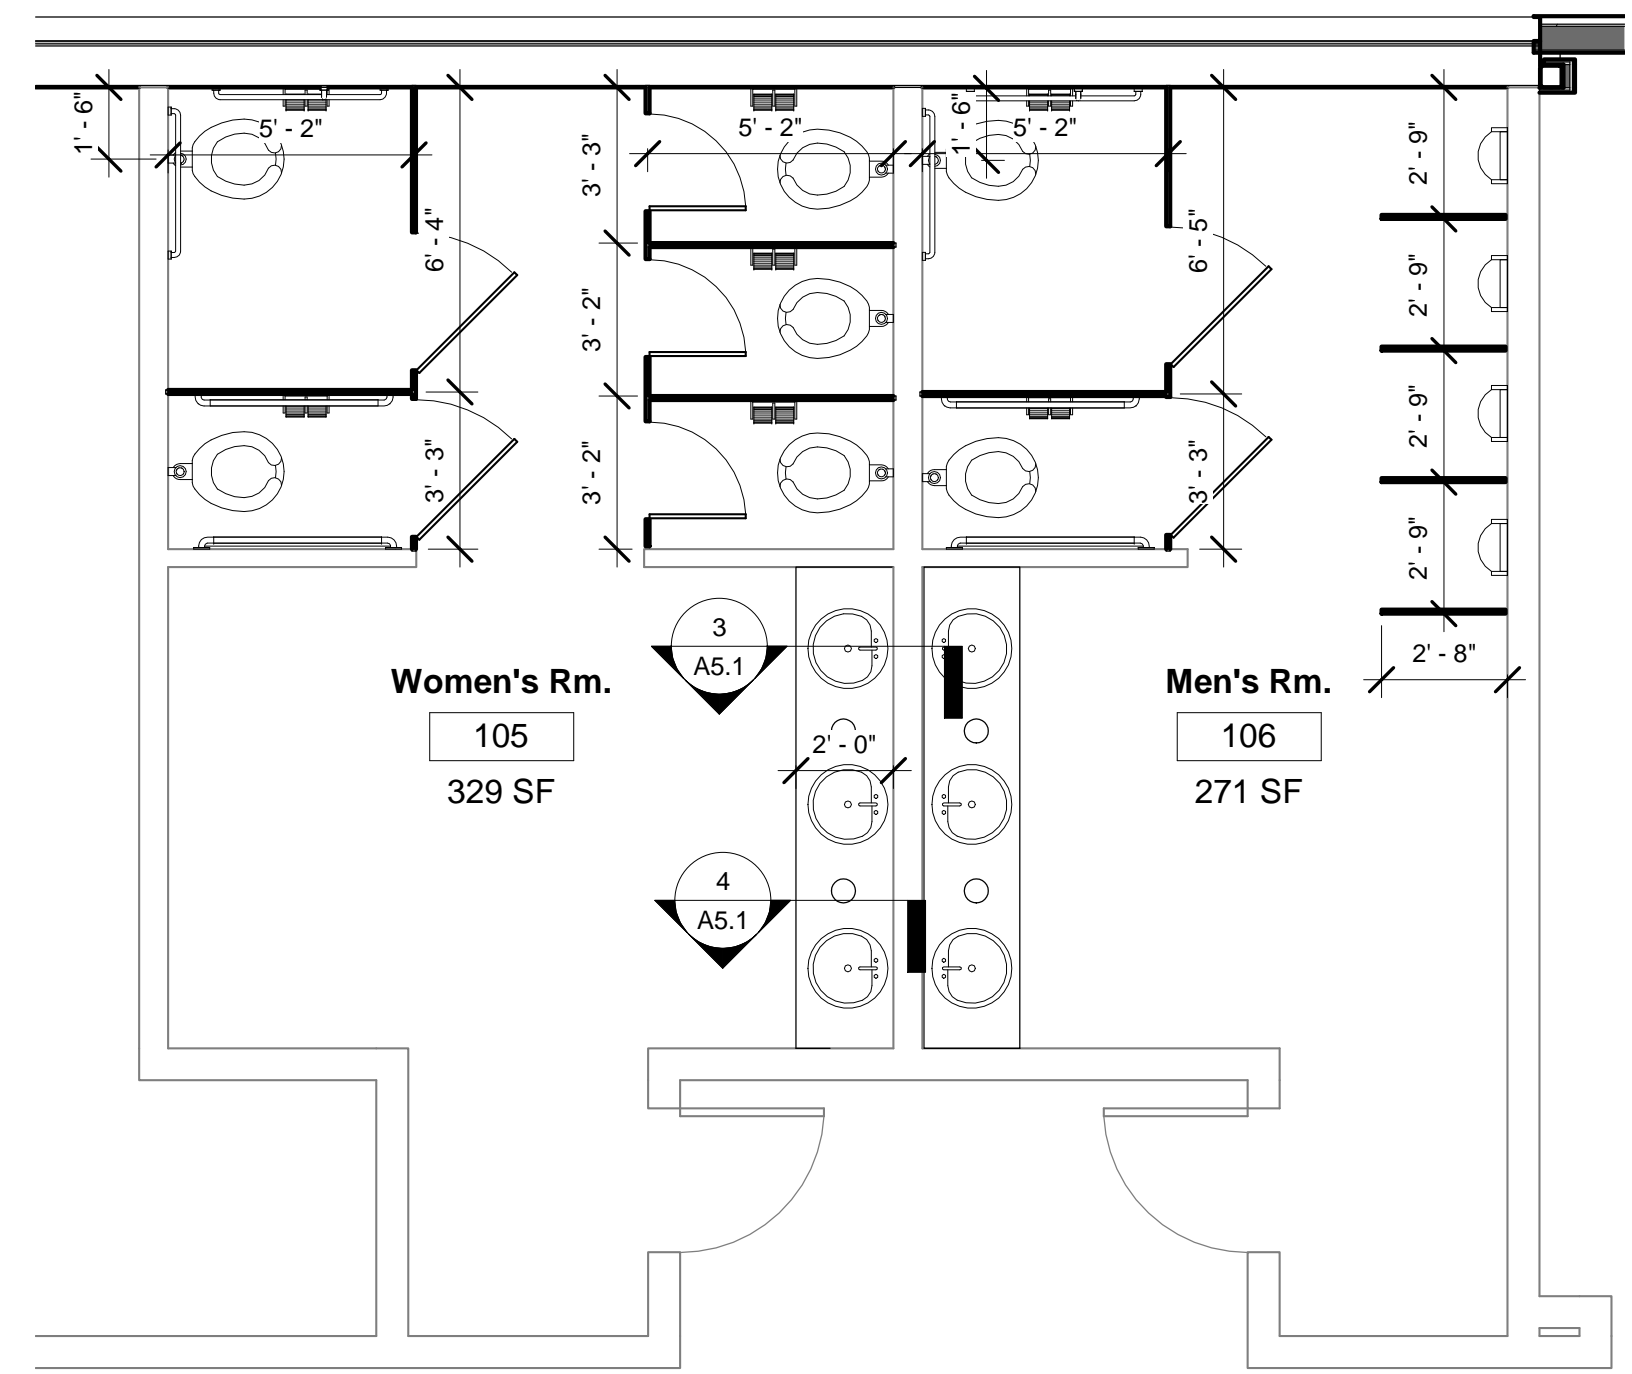 1' - 6"
5' - 2"
5' - 2"
1' - 6"
5' - 2"
3' - 3"
2' - 9"
6' - 4"
6' - 5"
2' - 9"
3' - 2"
2' - 9"
3' - 3"
3' - 2"
3' - 3"
2' - 9"
3
A5.1
2' - 8"
Women's Rm.
105
329 SF
Men's Rm.
106
271 SF
2' - 0"
4
A5.1